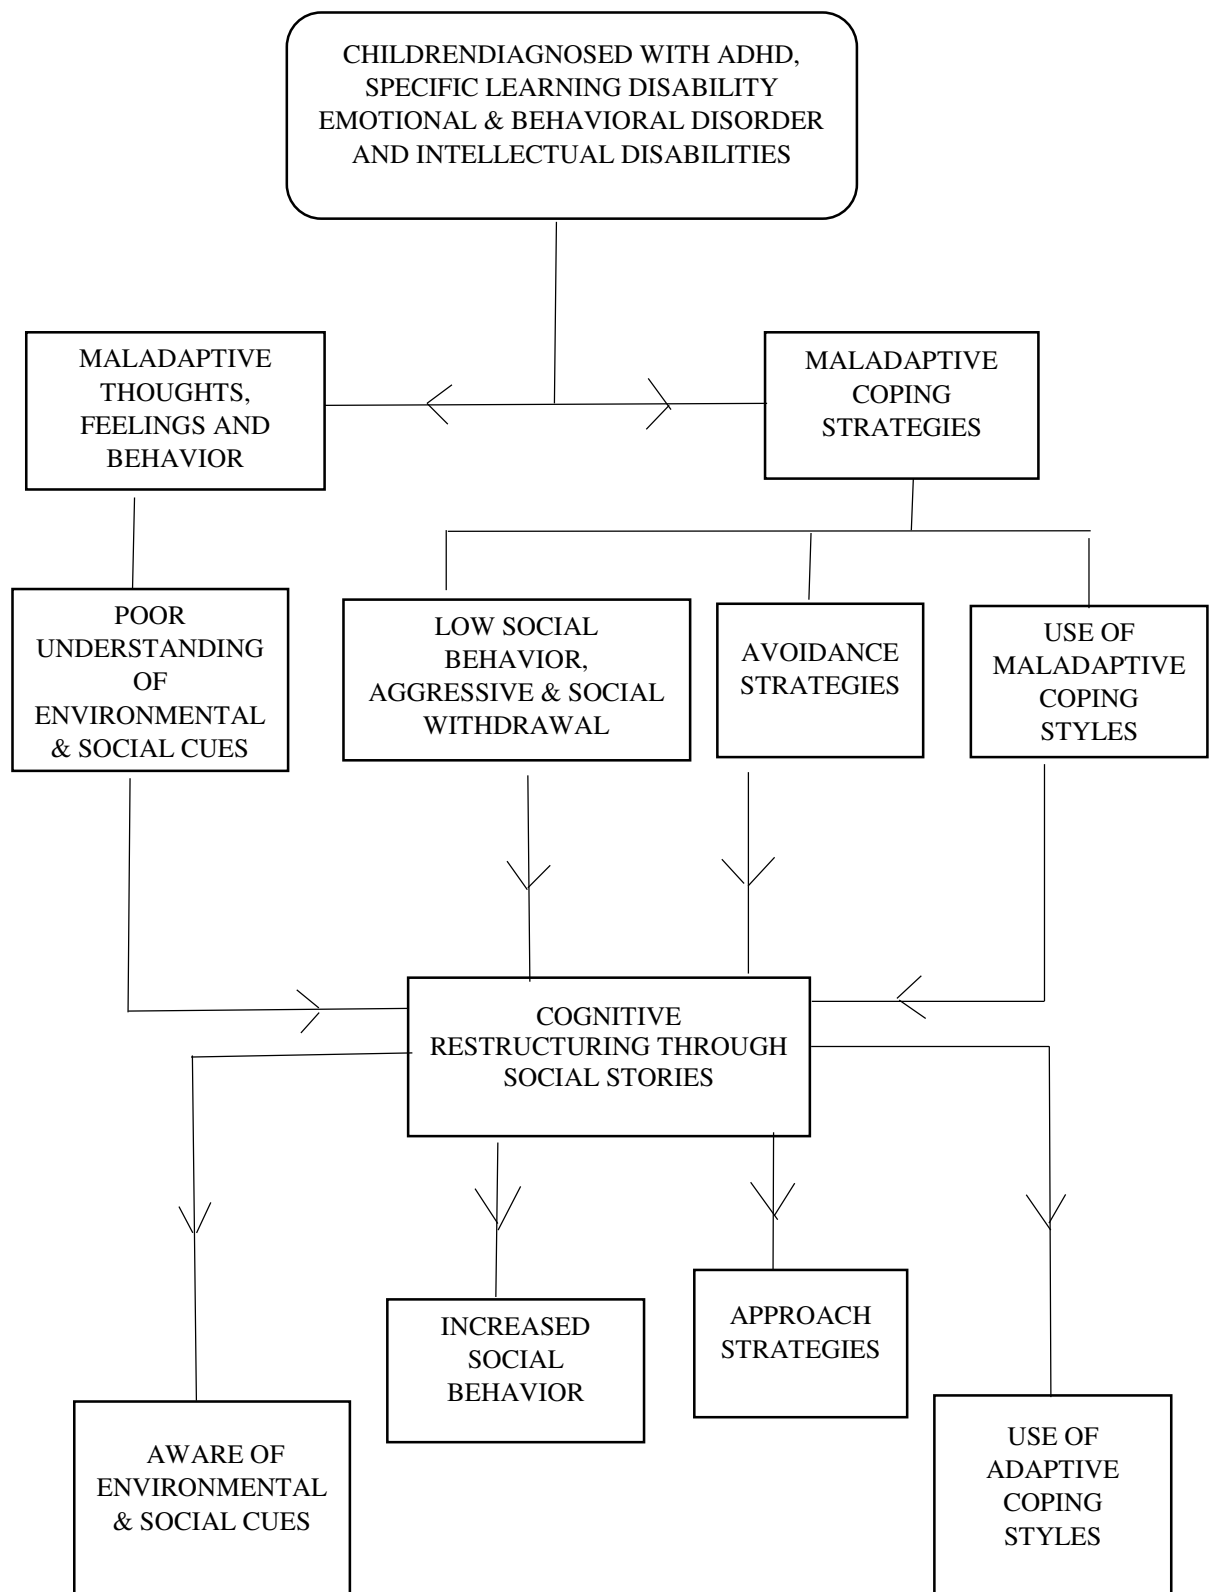 CHILDRENDIAGNOSED WITH ADHD,
SPECIFIC LEARNING DISABILITY
EMOTIONAL & BEHAVIORAL DISORDER
AND INTELLECTUAL DISABILITIES
MALADAPTIVE
THOUGHTS,
FEELINGS AND
BEHAVIOR
MALADAPTIVE
COPING
STRATEGIES
POOR
UNDERSTANDING
OF
ENVIRONMENTAL
& SOCIAL CUES
LOW SOCIAL
BEHAVIOR,
AGGRESSIVE & SOCIAL
WITHDRAWAL
AVOIDANCE
STRATEGIES
USE OF
MALADAPTIVE
COPING
STYLES
COGNITIVE
RESTRUCTURING THROUGH
SOCIAL STORIES
AWARE OF
ENVIRONMENTAL
& SOCIAL CUES
INCREASED
SOCIAL
BEHAVIOR
APPROACH
STRATEGIES
USE OF
ADAPTIVE
COPING
STYLES